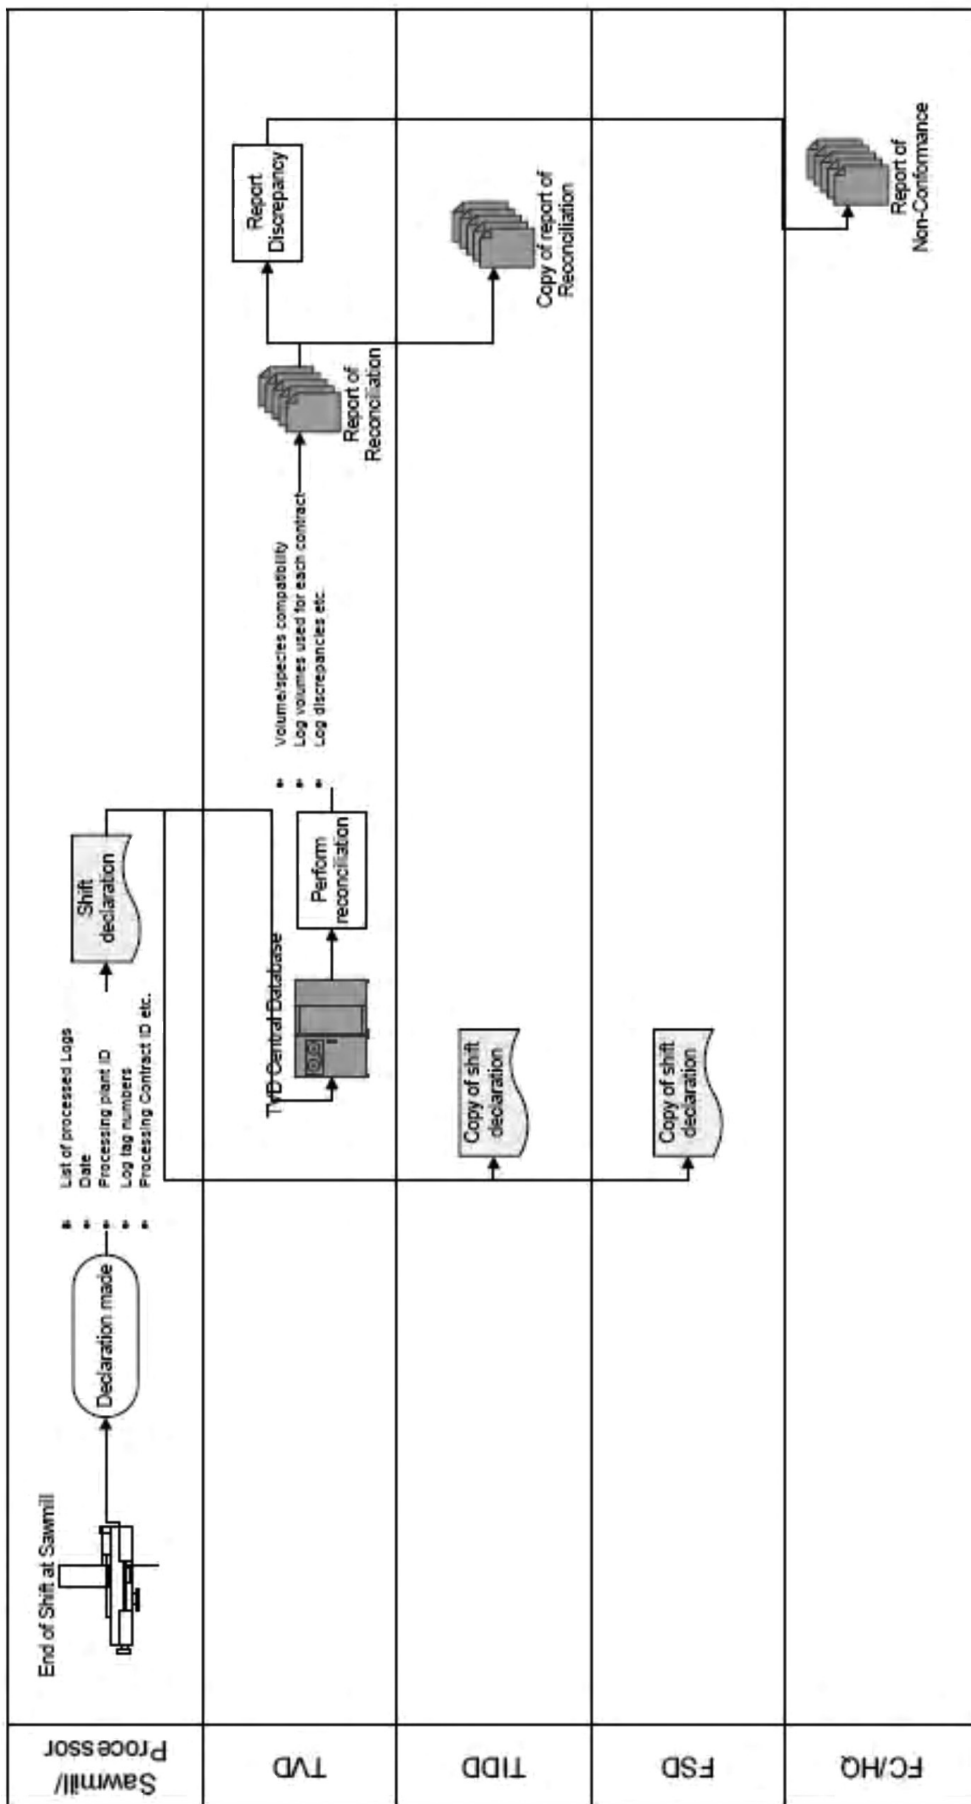 Sawmill/
Processor
End of Shift at Sawmill
Declaration made
List of processed Logs
Date
Processing plant ID
Log tag numbers
Processing Contract ID etc.
Shift
declaration
TVD
TVD Central Database
Perform
reconciliation
Volume/species compatibility
Log volumes used for each contract
Log discrepancies etc.
Report of
Reconciliation
Report
Discrepancy
TIDD
Copy of shift
declaration
Copy of report of
Reconciliation
FSD
Copy of shift
declaration
FC/HQ
Report of
Non-Conformance